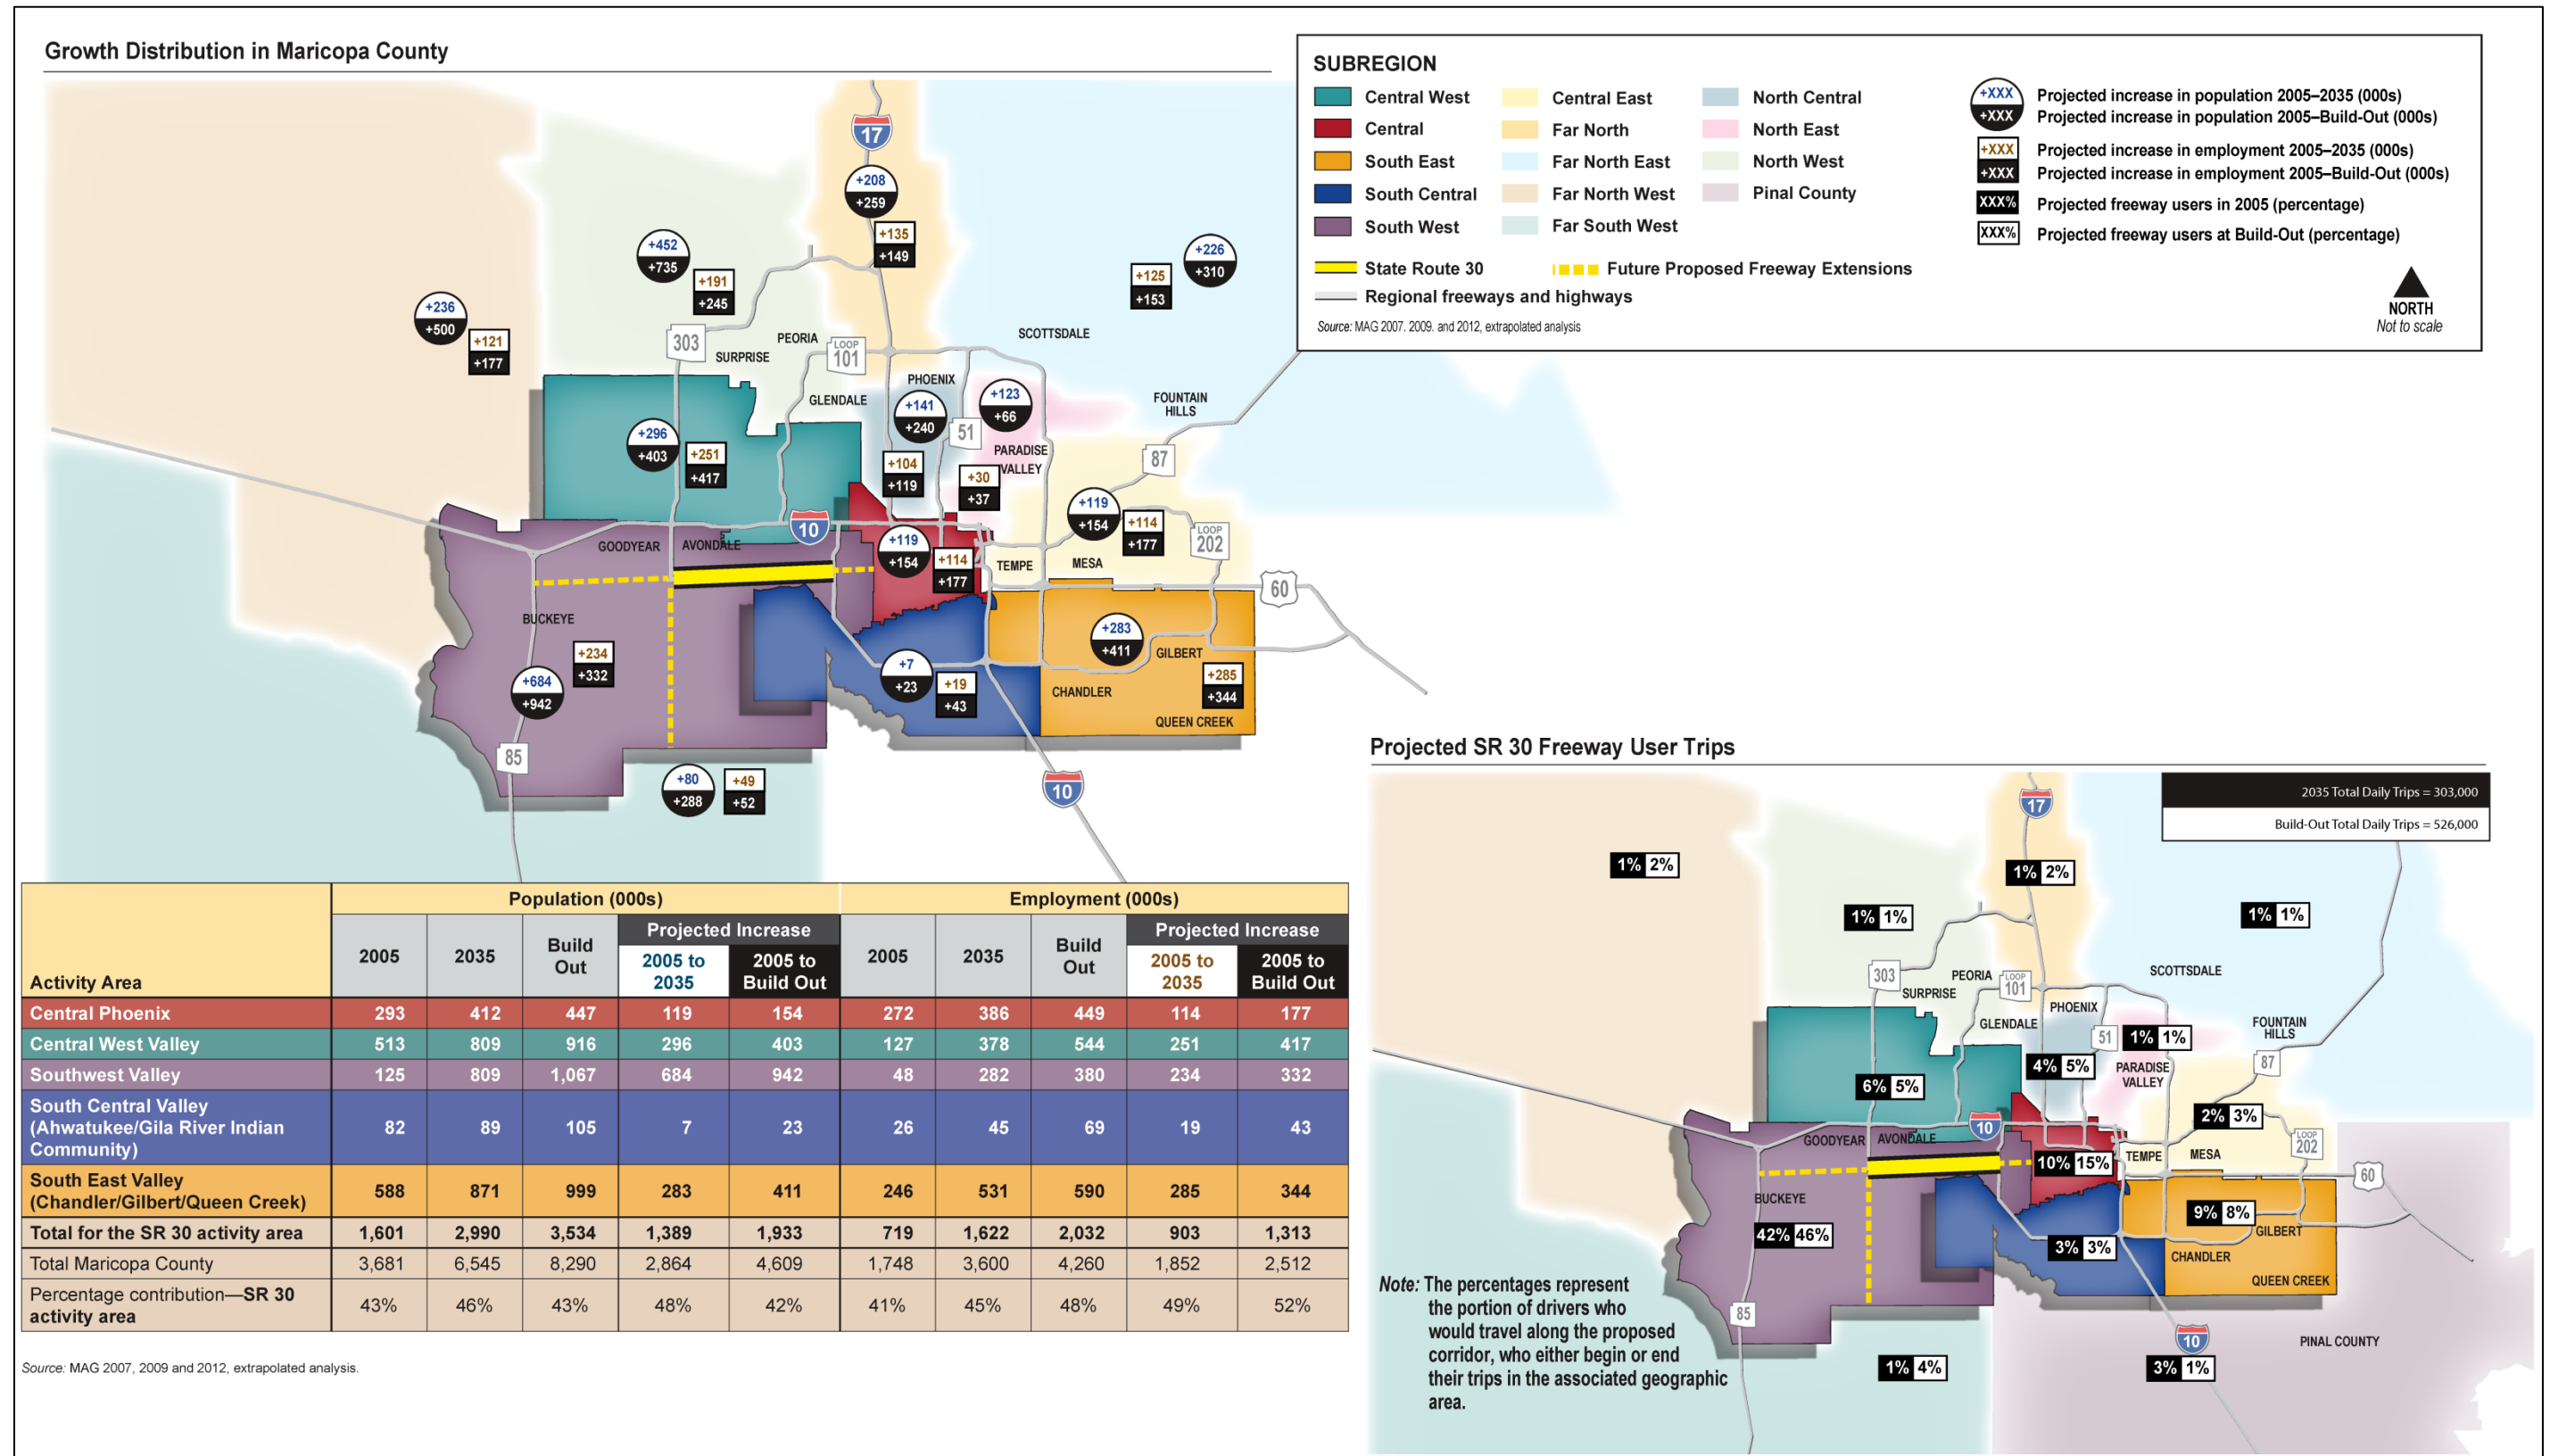 Growth Distribution in Maricopa County
SUBREGION
Central West
Central
South East
South Central
South West
Central East
Far North
Far North East
Far North West
Far South West
North Central
North East
North West
Pinal County
State Route 30
Future Proposed Freeway Extensions
Regional freeways and highways
Source: MAG 2007. 2009. and 2012, extrapolated analysis
+XXX Projected increase in population 2005–2035 (000s)
+XXX Projected increase in population 2005–Build-Out (000s)
+XXX Projected increase in employment 2005–2035 (000s)
+XXX Projected increase in employment 2005–Build-Out (000s)
XXX% Projected freeway users in 2005 (percentage)
XXX% Projected freeway users at Build-Out (percentage)
NORTH
Not to scale
17
+208
+259
+135
+149
+452
+735
+191
+245
+226
+310
+125
+153
+236
+500
+121
+177
303
SURPRISE
PEORIA
LOOP
101
SCOTTSDALE
PHOENIX
GLENDALE
+141
+240
+123
+66
51
FOUNTAIN
HILLS
PARADISE
VALLEY
87
+296
+403
+251
+417
+104
+119
+30
+37
+119
+154
+114
+177
LOOP
202
10
GOODYEAR
AVONDALE
+119
+154
+114
+177
TEMPE
MESA
60
BUCKEYE
+234
+332
+684
+942
+283
+411
GILBERT
+285
+344
+7
+23
+19
+43
CHANDLER
QUEEN CREEK
85
+80
+288
+49
+52
10
Activity Area
Population (000s)
Employment (000s)
2005 2035 Build Out Projected Increase 2005 to 2035 2005 to Build Out
2005 2035 Build Out Projected Increase 2005 to 2035 2005 to Build Out
Central Phoenix 293 412 447 119 154 272 386 449 114 177
Central West Valley 513 809 916 296 403 127 378 544 251 417
Southwest Valley 125 809 1,067 684 942 48 282 380 234 332
South Central Valley
(Ahwatukee/Gila River Indian
Community) 82 89 105 7 23 26 45 69 19 43
South East Valley
(Chandler/Gilbert/Queen Creek) 588 871 999 283 411 246 531 590 285 344
Total for the SR 30 activity area 1,601 2,990 3,534 1,389 1,933 719 1,622 2,032 903 1,313
Total Maricopa County 3,681 6,545 8,290 2,864 4,609 1,748 3,600 4,260 1,852 2,512
Percentage contribution—SR 30
activity area 43% 46% 43% 48% 42% 41% 45% 48% 49% 52%
Source: MAG 2007, 2009 and 2012, extrapolated analysis.
Projected SR 30 Freeway User Trips
2035 Total Daily Trips = 303,000
Build-Out Total Daily Trips = 526,000
17
1% 2%
1% 2%
1% 1%
1% 1%
303
SURPRISE
PEORIA
LOOP
101
SCOTTSDALE
PHOENIX
GLENDALE
51
1% 1%
FOUNTAIN
HILLS
4% 5%
PARADISE
VALLEY
87
6% 5%
2% 3%
10
GOODYEAR
AVONDALE
LOOP
202
10% 15%
TEMPE
MESA
60
BUCKEYE
42% 46%
9% 8%
GILBERT
3% 3%
CHANDLER
QUEEN CREEK
85
10
PINAL COUNTY
1% 4%
3% 1%
Note: The percentages represent
the portion of drivers who
would travel along the proposed
corridor, who either begin or end
their trips in the associated geographic
area.